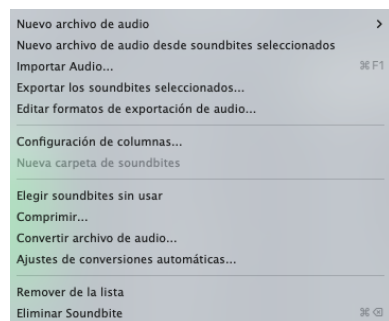 Nuevo archivo de audio >
Nuevo archivo de audio desde soundbites seleccionados
Importar Audio... ⌘F1
Exportar los soundbites seleccionados...
Editar formatos de exportación de audio...
Configuración de columnas...
Nueva carpeta de soundbites
Elegir soundbites sin usar
Comprimir...
Convertir archivo de audio...
Ajustes de conversiones automáticas...
Remover de la lista
Eliminar Soundbite ⌘⌫